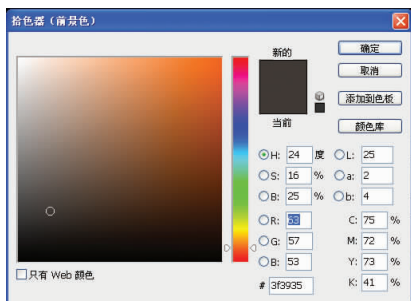 拾色器（前景色）
新的
当前
确定
取消
添加到色板
颜色库
H: 24 度 L: 25
S: 16 % a: 2
B: 25 % b: 4
R: 63 C: 75 %
G: 57 M: 72 %
B: 53 Y: 73 %
# 3f3935 K: 41 %
只有 Web 颜色